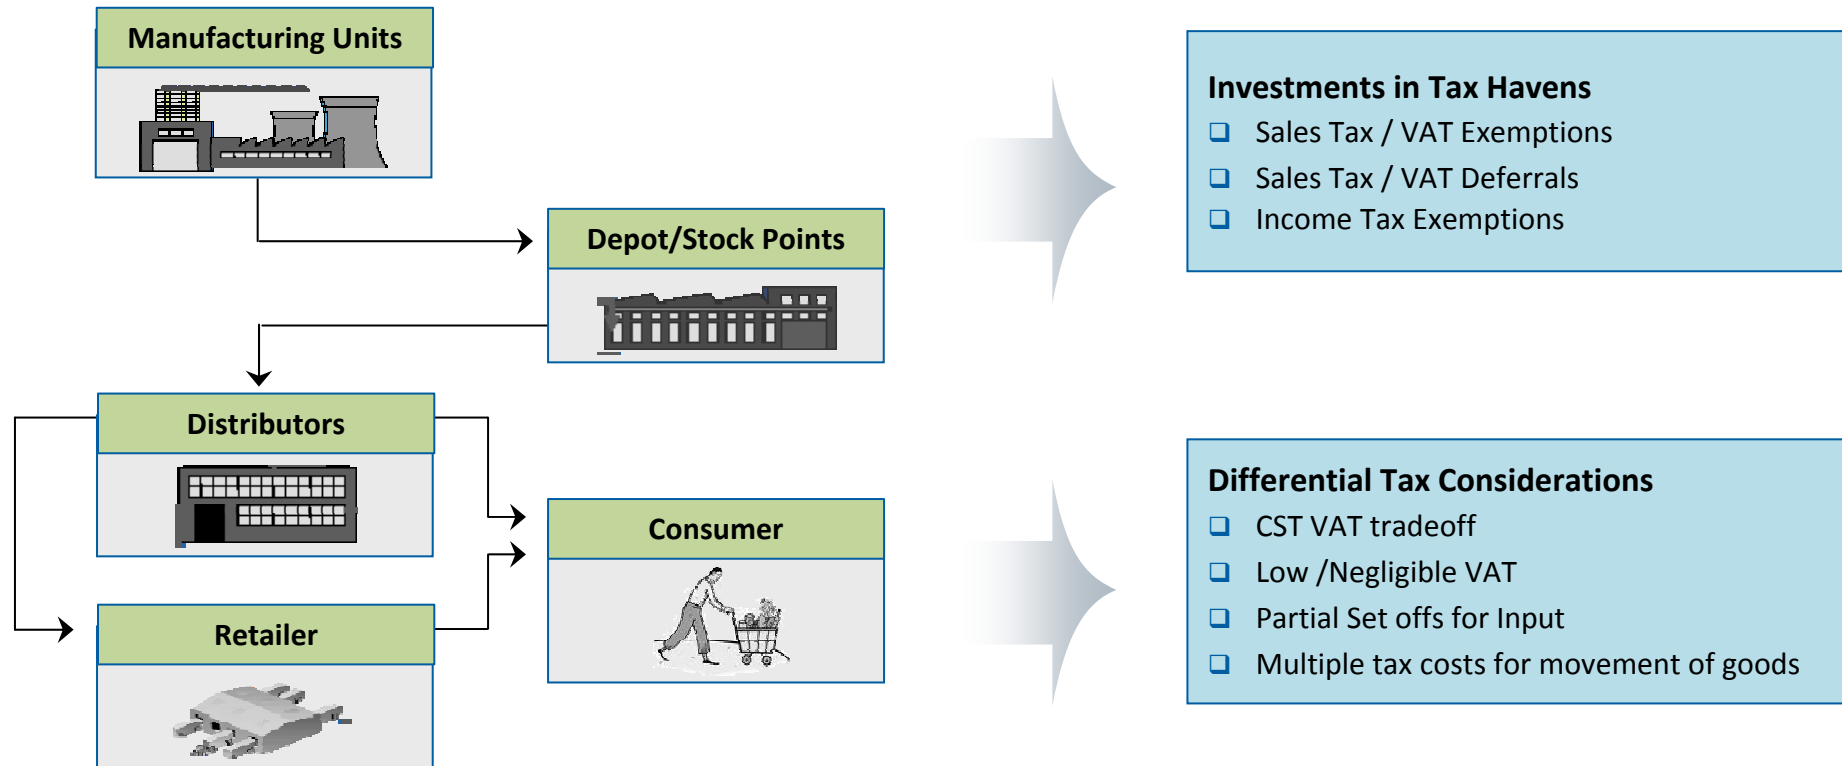 Manufacturing Units
Depot/Stock Points
Distributors
Consumer
Retailer
Investments in Tax Havens
Sales Tax / VAT Exemptions
Sales Tax / VAT Deferrals
Income Tax Exemptions
Differential Tax Considerations
CST VAT tradeoff
Low /Negligible VAT
Partial Set offs for Input
Multiple tax costs for movement of goods